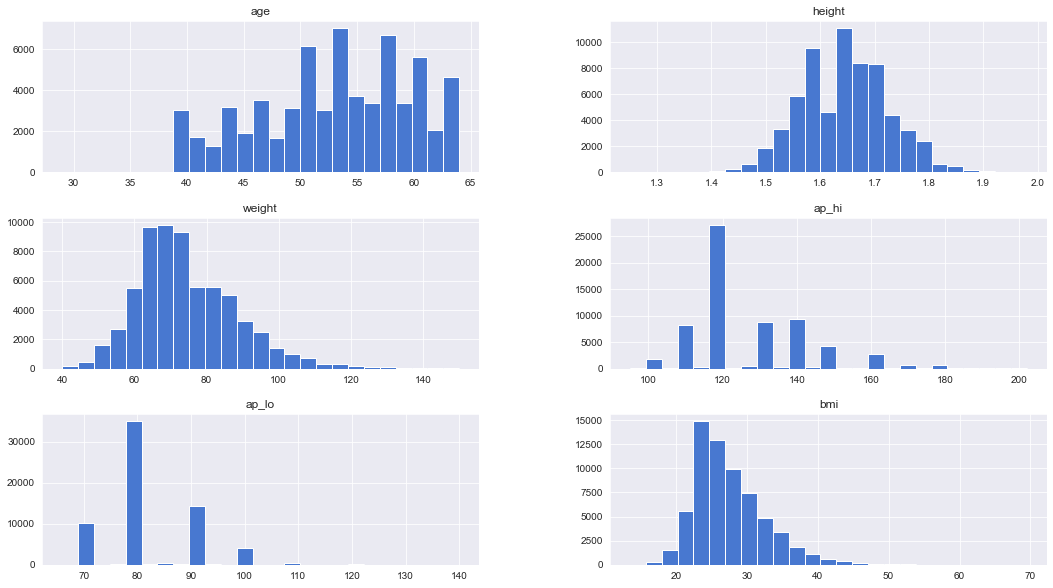 age
6000
4000
2000
0
30 35 40 45 50 55 60 65
height
10000
8000
6000
4000
2000
0
1.3 1.4 1.5 1.6 1.7 1.8 1.9 2.0
weight
10000
8000
6000
4000
2000
0
40 60 80 100 120 140
ap_hi
25000
20000
15000
10000
5000
0
100 120 140 160 180 200
ap_lo
30000
20000
10000
0
70 80 90 100 110 120 130 140
bmi
15000
12500
10000
7500
5000
2500
0
20 30 40 50 60 70